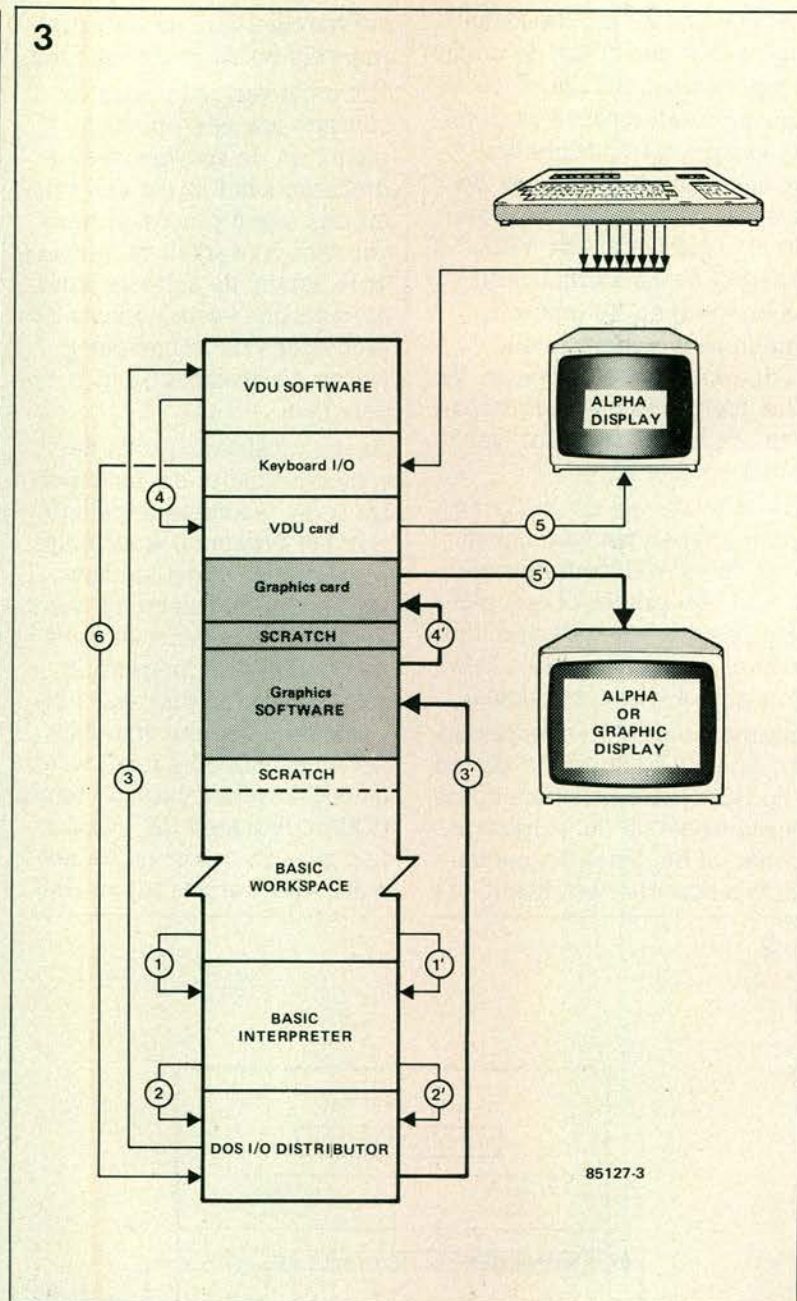 3
VDU SOFTWARE
Keyboard I/O
VDU card
Graphics card
SCRATCH
Graphics
SOFTWARE
SCRATCH
BASIC
WORKSPACE
BASIC
INTERPRETER
DOS I/O DISTRIBUTOR
ALPHA
DISPLAY
ALPHA
OR
GRAPHIC
DISPLAY
4
5
5'
4'
6
3
3'
1
1'
2
2'
85127-3